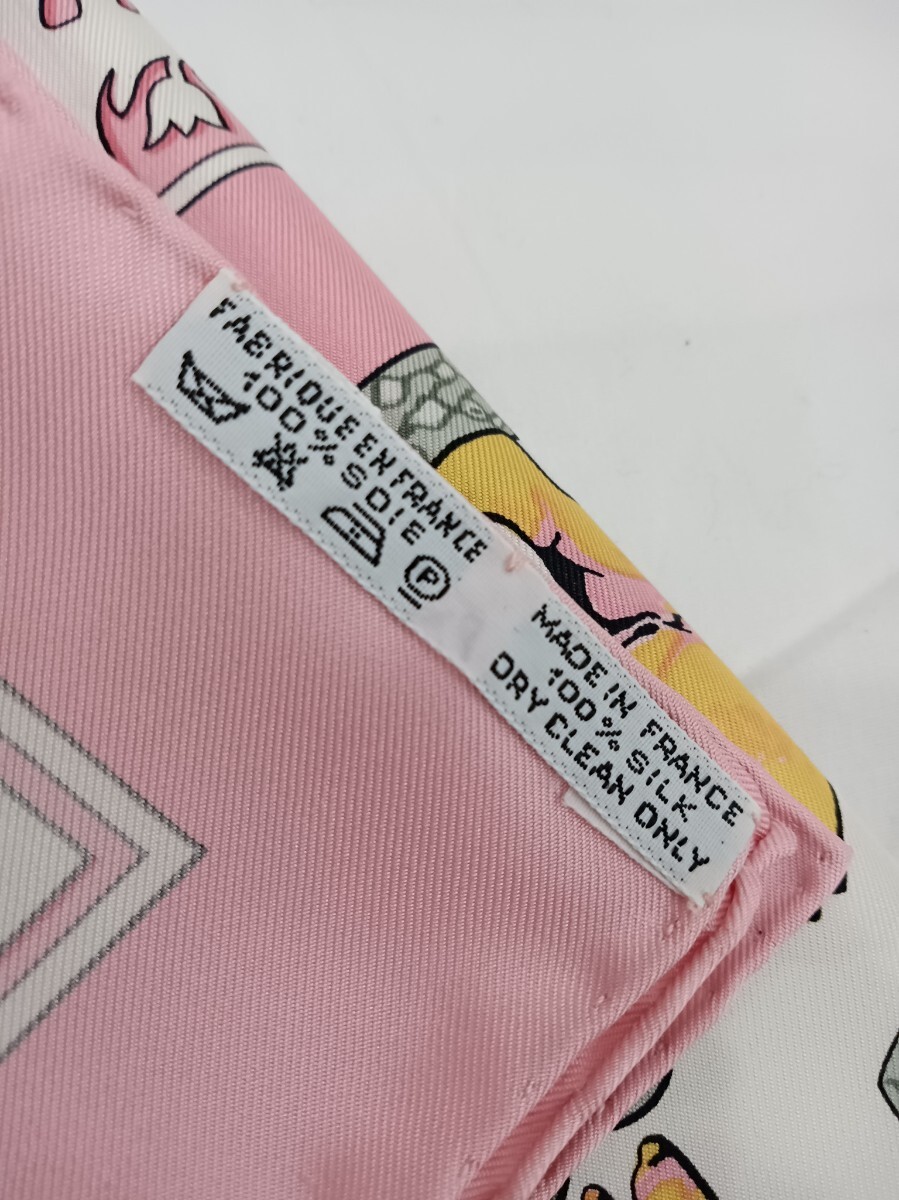 FABRIQUE EN FRANCE
100% SOIE
P
MADE IN FRANCE
100% SILK
DRY CLEAN ONLY